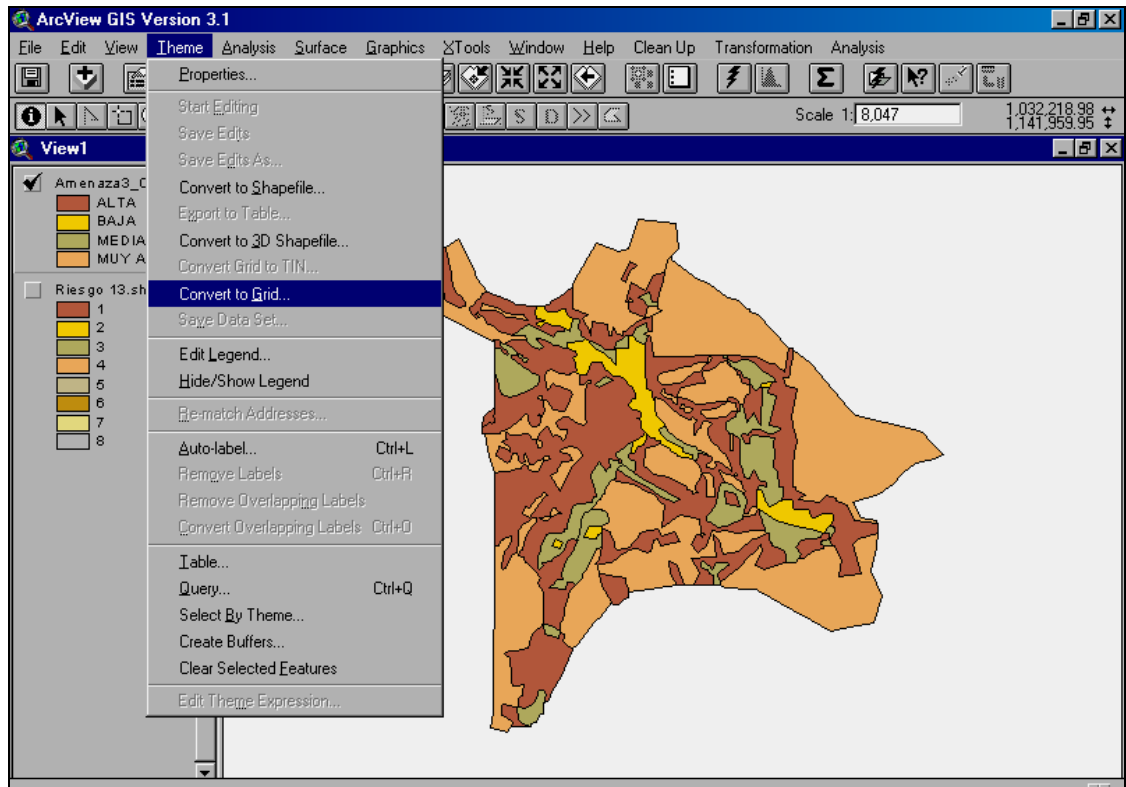 ArcView GIS Version 3.1
File Edit View Theme Analysis Surface Graphics XTools Window Help Clean Up Transformation Analysis
Scale 1: 8,047
1,032,218.98
1,141,959.95
View1
Amenaza3_
ALTA
BAJA
MEDIA
MUY A
Riesgo 13.sh
1
2
3
4
5
6
7
8
Properties...
Start Editing
Save Edits
Save Edits As...
Convert to Shapefile...
Export to Table...
Convert to 3D Shapefile...
Convert Grid to TIN...
Convert to Grid...
Save Data Set...
Edit Legend...
Hide/Show Legend
Re-match Addresses...
Auto-label... Ctrl+L
Remove Labels Ctrl+R
Remove Overlapping Labels
Convert Overlapping Labels Ctrl+O
Table...
Query... Ctrl+Q
Select By Theme...
Create Buffers...
Clear Selected Features
Edit Theme Expression...